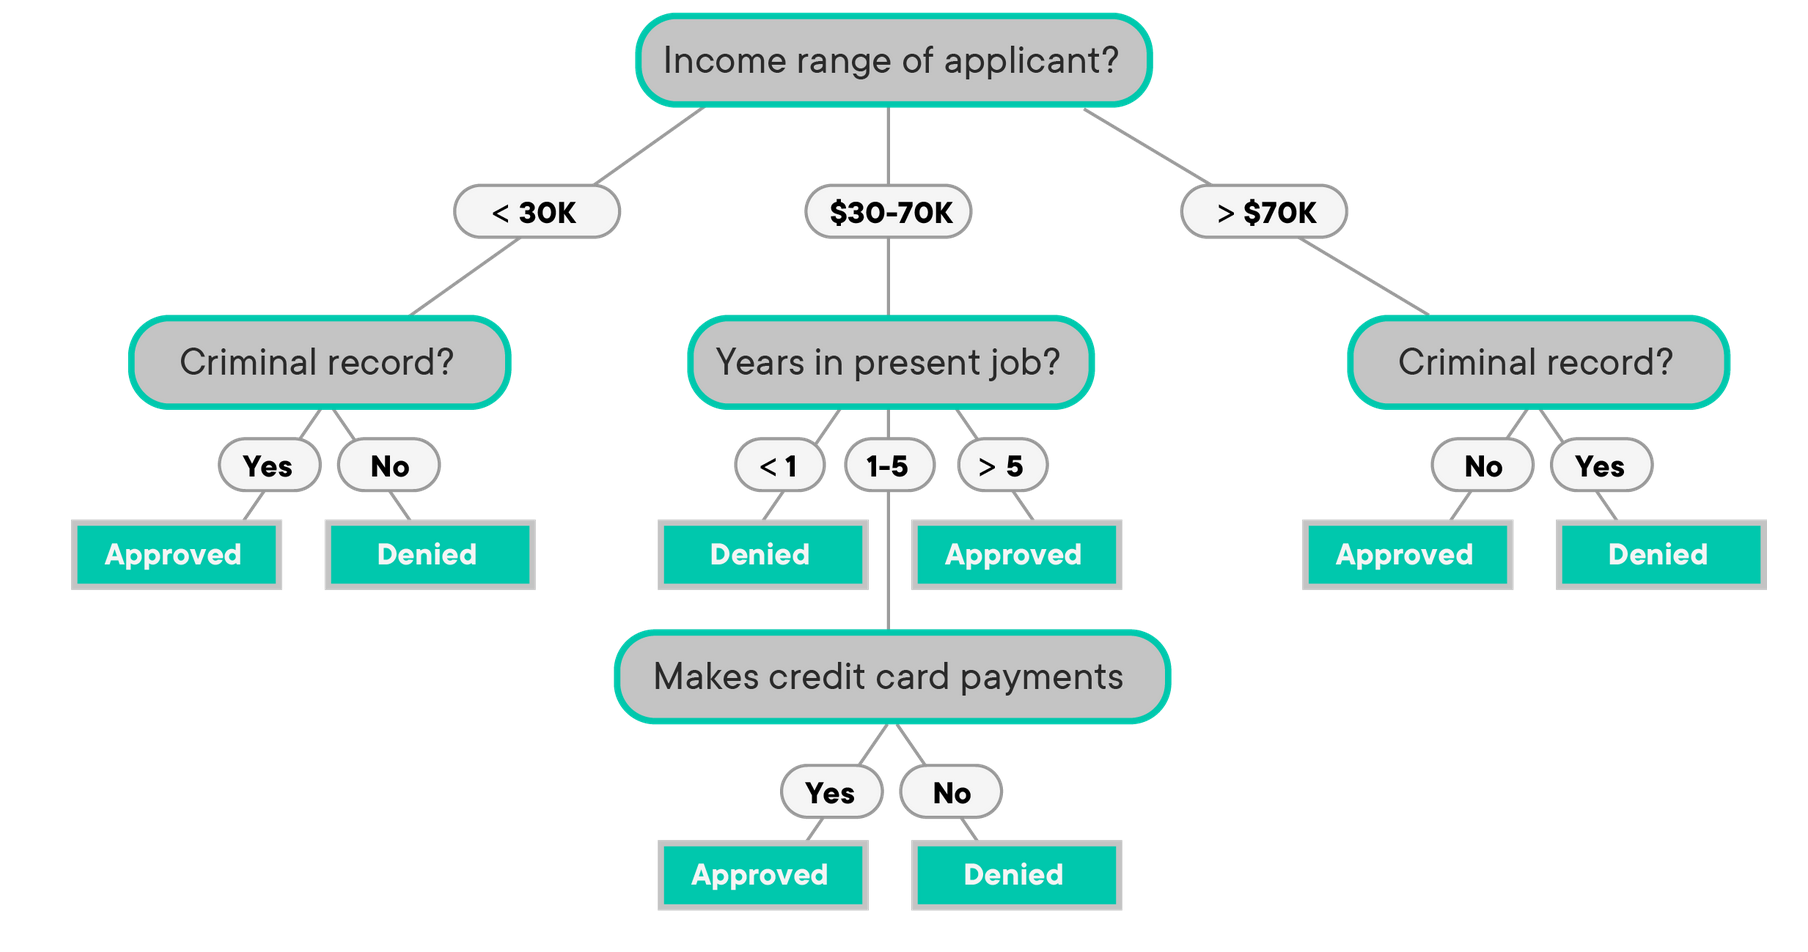 Income range of applicant?
< 30K
$30-70K
> $70K
Criminal record?
Years in present job?
Criminal record?
Yes
No
< 1
1-5
> 5
No
Yes
Approved
Denied
Denied
Approved
Approved
Denied
Makes credit card payments
Yes
No
Approved
Denied